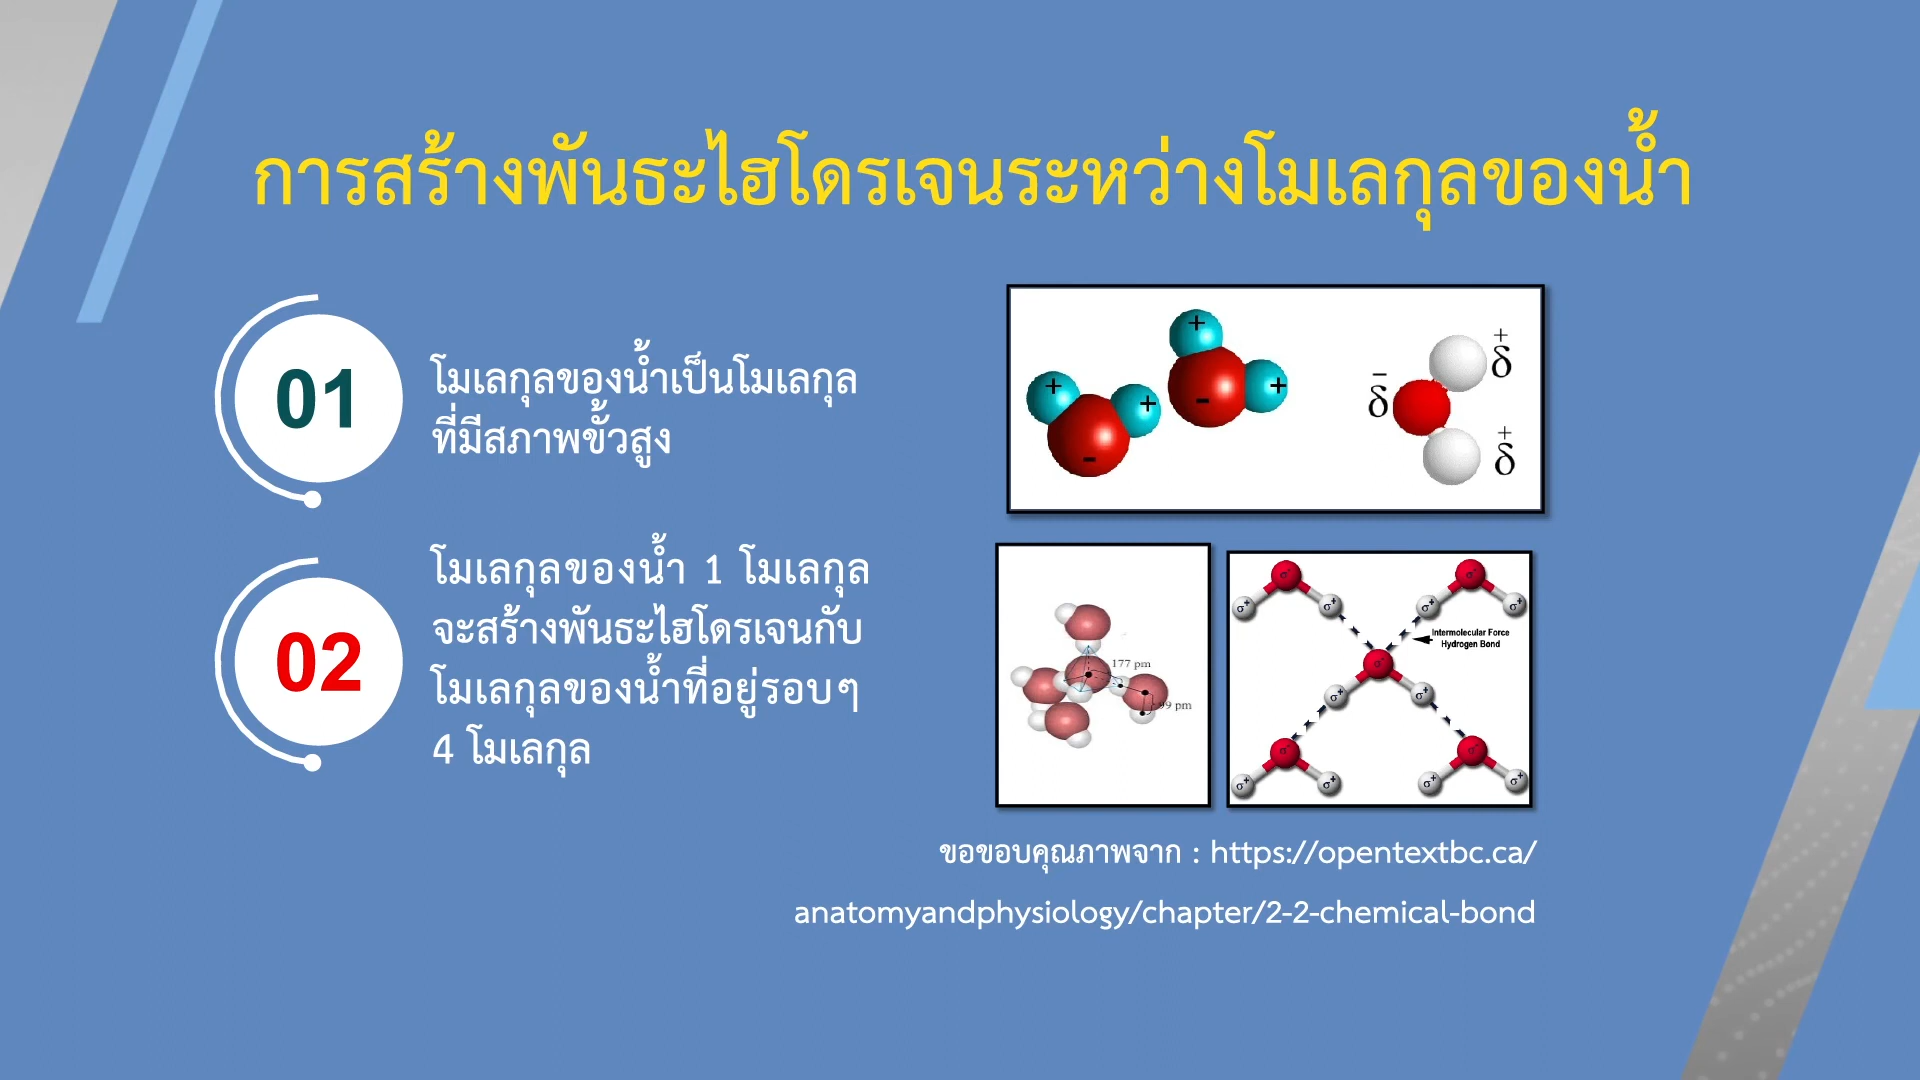 การสร้างพันธะไฮโดรเจนระหว่างโมเลกุลของน้ำ
01
โมเลกุลของน้ำเป็นโมเลกุล
ที่มีสภาพขั้วสูง
02
โมเลกุลของน้ำ 1 โมเลกุล
จะสร้างพันธะไฮโดรเจนกับ
โมเลกุลของน้ำที่อยู่รอบๆ
4 โมเลกุล
+ + - + + -
δ+
δ-
δ+
177 pm
99 pm
σ- σ-
σ+ σ+ σ+ σ+
Intermolecular Force
Hydrogen Bond
σ-
σ+ σ+
σ- σ-
σ+ σ+ σ+ σ+
ขอขอบคุณภาพจาก : https://opentextbc.ca/
anatomyandphysiology/chapter/2-2-chemical-bond